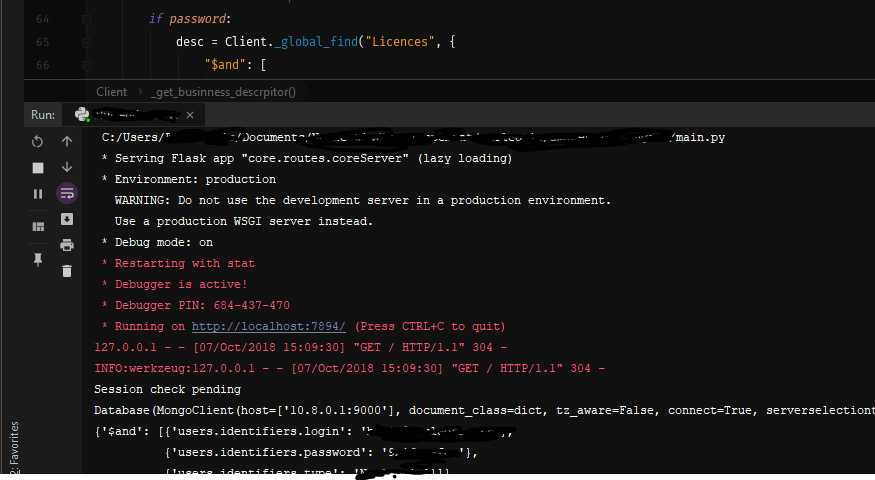 64 if password:
65 desc = Client._global_find("Licences", {
66 "$and": [
Client > _get_businness_descrpitor()
Run:
C:/Users/ /Documents/ /main.py
* Serving Flask app "core.routes.coreServer" (lazy loading)
* Environment: production
WARNING: Do not use the development server in a production environment.
Use a production WSGI server instead.
* Debug mode: on
* Restarting with stat
* Debugger is active!
* Debugger PIN: 684-437-470
* Running on http://localhost:7894/ (Press CTRL+C to quit)
127.0.0.1 - - [07/Oct/2018 15:09:30] "GET / HTTP/1.1" 304 -
INFO:werkzeug:127.0.0.1 - - [07/Oct/2018 15:09:30] "GET / HTTP/1.1" 304 -
Session check pending
Database(MongoClient(host=['10.8.0.1:9000'], document_class=dict, tz_aware=False, connect=True, serverselectiont
{'$and': [{'users.identifiers.login': '
{'users.identifiers.password': ' '},
{'users.identifiers.type': '
2: Favorites